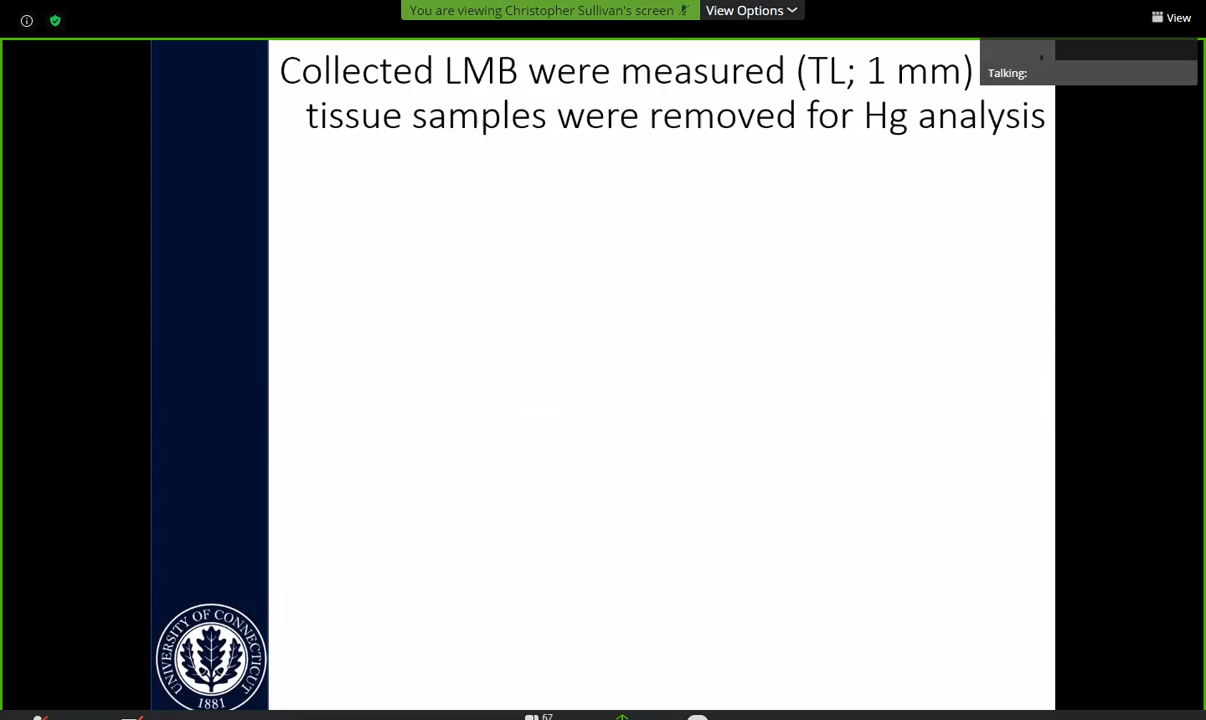 You are viewing Christopher Sullivan's screen
View Options
View
Talking:
Collected LMB were measured (TL; 1 mm)
tissue samples were removed for Hg analysis
UNIVERSITY OF CONNECTICUT
1881
67